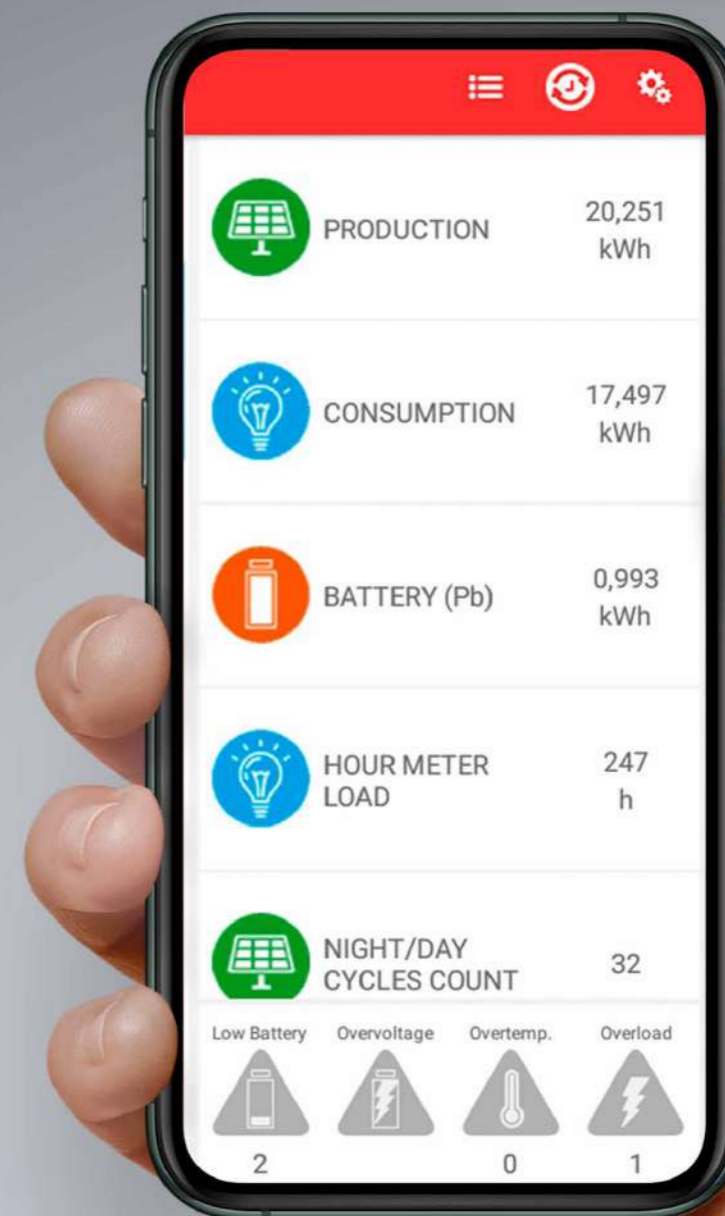 PRODUCTION
20,251
kWh
CONSUMPTION
17,497
kWh
BATTERY (Pb)
0,993
kWh
HOUR METER
LOAD
247
h
NIGHT/DAY
CYCLES COUNT
32
Low Battery
Overvoltage
Overtemp.
Overload
2
0
1